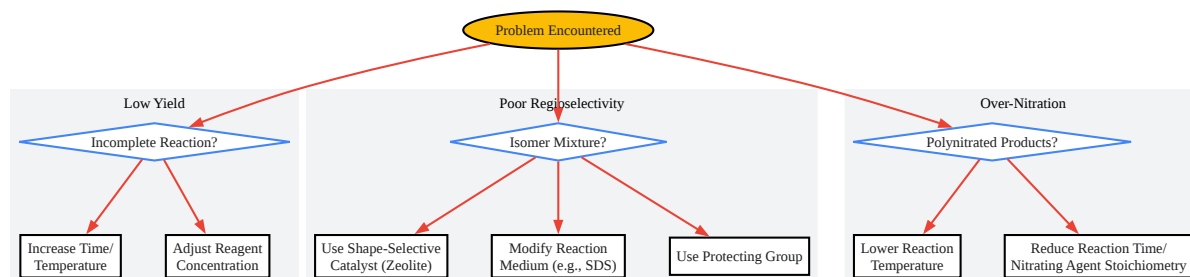 Problem Encountered
Low Yield
Poor Regioselectivity
Over-Nitration
Incomplete Reaction?
Isomer Mixture?
Polynitrated Products?
Increase Time/
Temperature
Adjust Reagent
Concentration
Use Shape-Selective
Catalyst (Zeolite)
Modify Reaction
Medium (e.g., SDS)
Use Protecting Group
Lower Reaction
Temperature
Reduce Reaction Time/
Nitrating Agent Stoichiometry